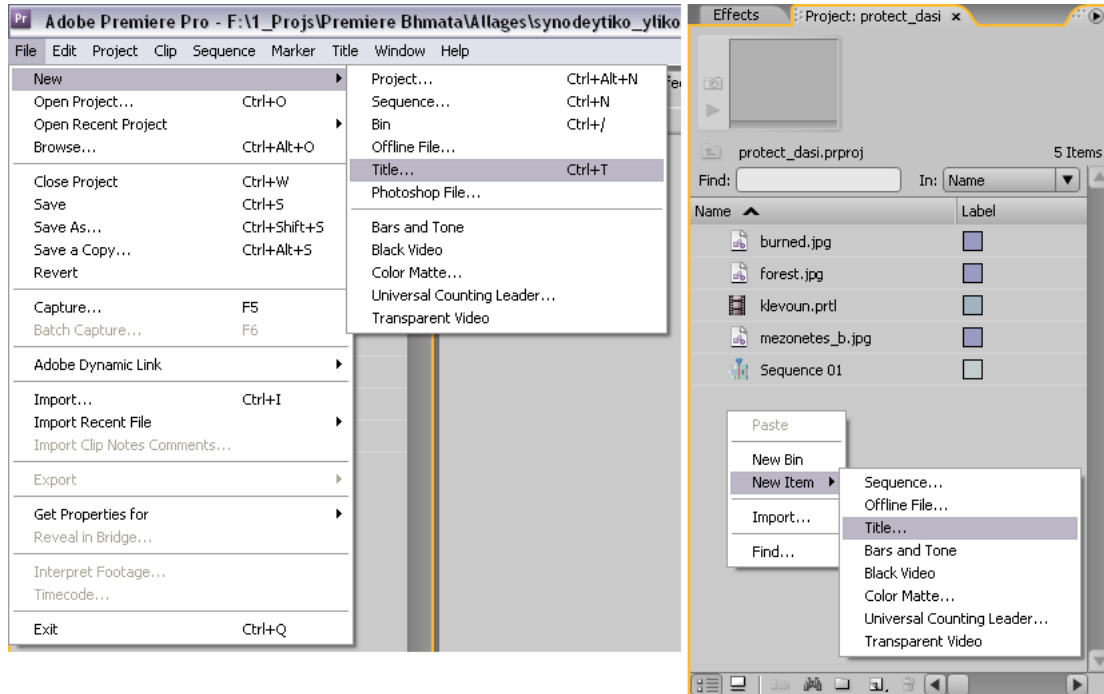 Adobe Premiere Pro - F:\1_Projs\Premiere Bhmata\Allages\synodeytiko_yliko
File Edit Project Clip Sequence Marker Title Window Help
New
Open Project... Ctrl+O
Open Recent Project
Browse... Ctrl+Alt+O
Close Project Ctrl+W
Save Ctrl+S
Save As... Ctrl+Shift+S
Save a Copy... Ctrl+Alt+S
Revert
Capture... F5
Batch Capture... F6
Adobe Dynamic Link
Import... Ctrl+I
Import Recent File
Import Clip Notes Comments...
Export
Get Properties for
Reveal in Bridge...
Interpret Footage...
Timecode...
Exit Ctrl+Q
Project... Ctrl+Alt+N
Sequence... Ctrl+N
Bin Ctrl+/
Offline File...
Title... Ctrl+T
Photoshop File...
Bars and Tone
Black Video
Color Matte...
Universal Counting Leader...
Transparent Video
Effects Project: protect_dasi
protect_dasi.prproj 5 Items
Find: In: Name
Name Label
burned.jpg
forest.jpg
klevoun.prtl
mezonetes_b.jpg
Sequence 01
Paste
New Bin
New Item
Import...
Find...
Sequence...
Offline File...
Title...
Bars and Tone
Black Video
Color Matte...
Universal Counting Leader...
Transparent Video